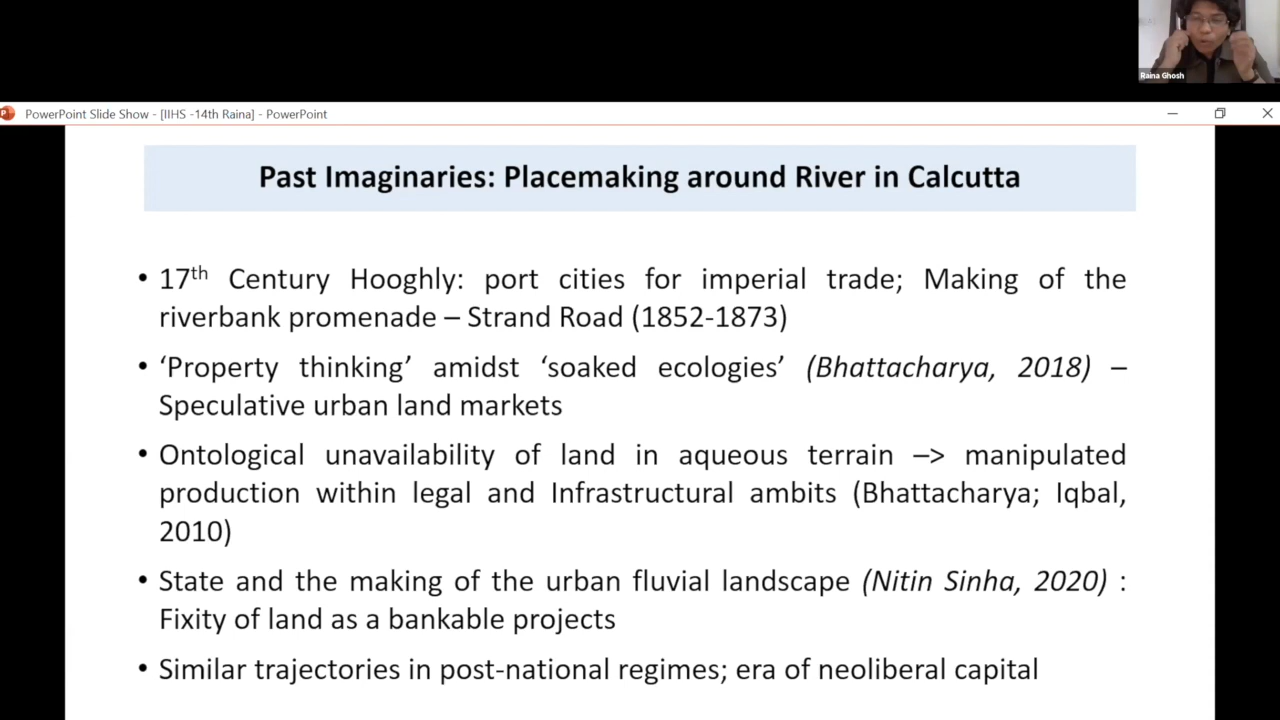 Raina Ghosh
PowerPoint Slide Show - [IIHS -14th Raina] - PowerPoint
Past Imaginaries: Placemaking around River in Calcutta
• 17th Century Hooghly: port cities for imperial trade; Making of the
riverbank promenade – Strand Road (1852-1873)
• ‘Property thinking’ amidst ‘soaked ecologies’ (Bhattacharya, 2018) –
Speculative urban land markets
• Ontological unavailability of land in aqueous terrain –> manipulated
production within legal and Infrastructural ambits (Bhattacharya; Iqbal,
2010)
• State and the making of the urban fluvial landscape (Nitin Sinha, 2020) :
Fixity of land as a bankable projects
• Similar trajectories in post-national regimes; era of neoliberal capital